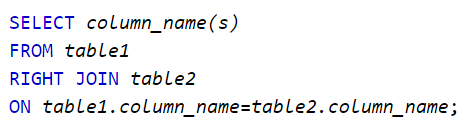 SELECT column_name(s)
FROM table1
RIGHT JOIN table2
ON table1.column_name=table2.column_name;